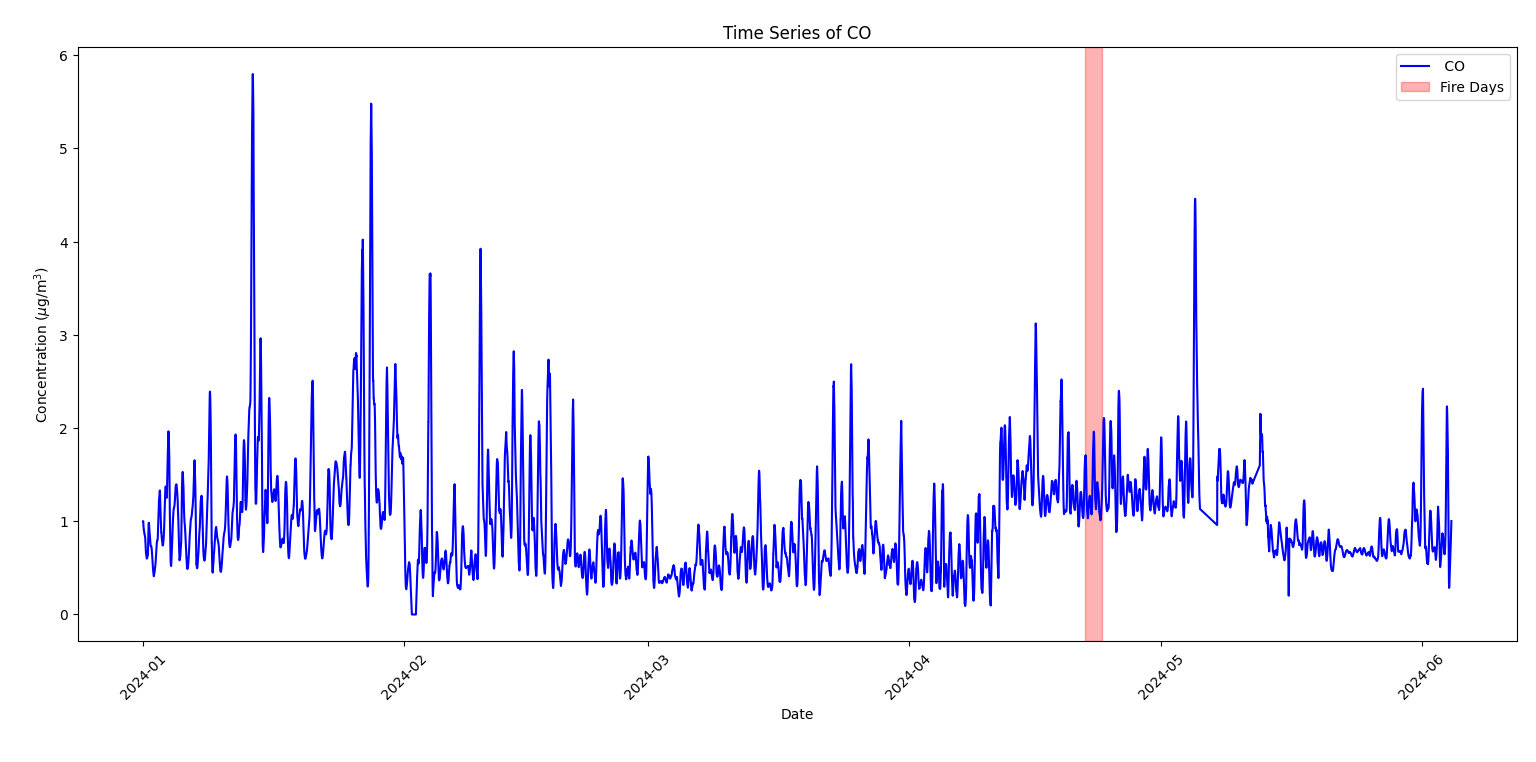 Time Series of CO
CO
Fire Days
Concentration (μg/m³)
6
5
4
3
2
1
0
2024-01
2024-02
2024-03
2024-04
2024-05
2024-06
Date